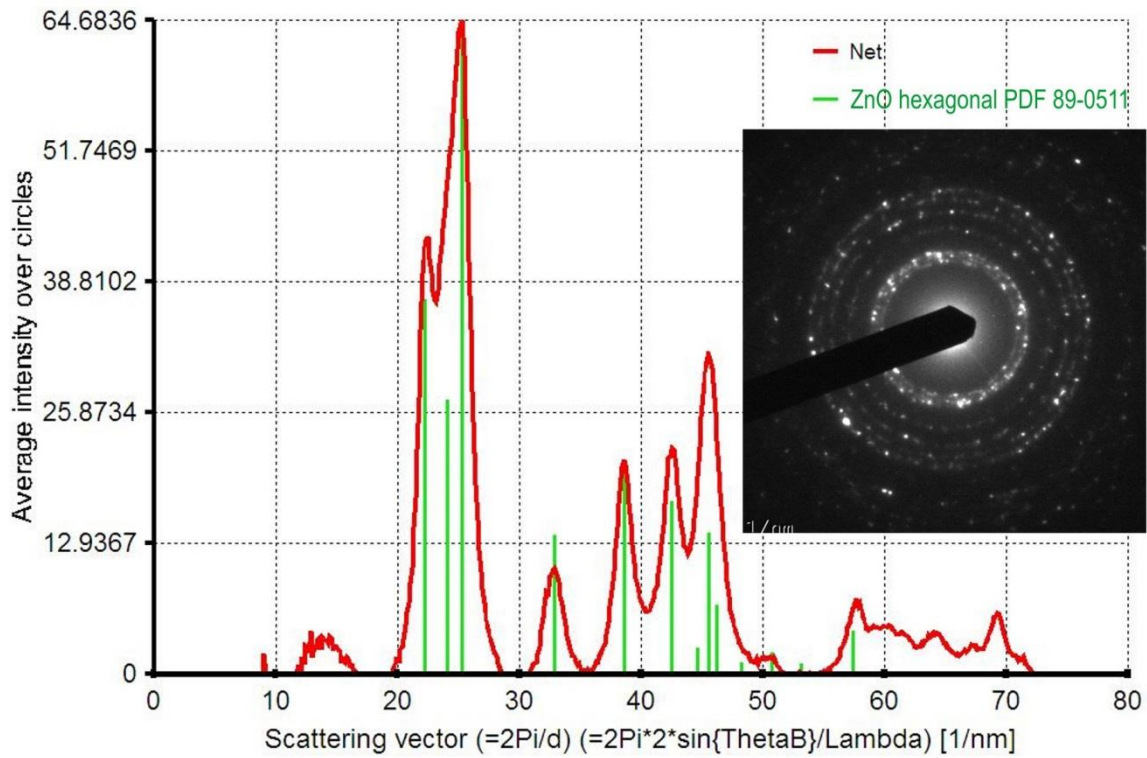 64.6836
51.7469
38.8102
25.8734
12.9367
0
Average intensity over circles
Net
ZnO hexagonal PDF 89-0511
1/nm
0 10 20 30 40 50 60 70 80
Scattering vector (=2Pi/d) (=2Pi*2*sin{ThetaB}/Lambda) [1/nm]